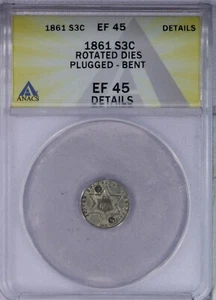 1861 S3C EF 45 DETAILS
ANACS
1861 S3C
ROTATED DIES
PLUGGED - BENT
EF 45
DETAILS